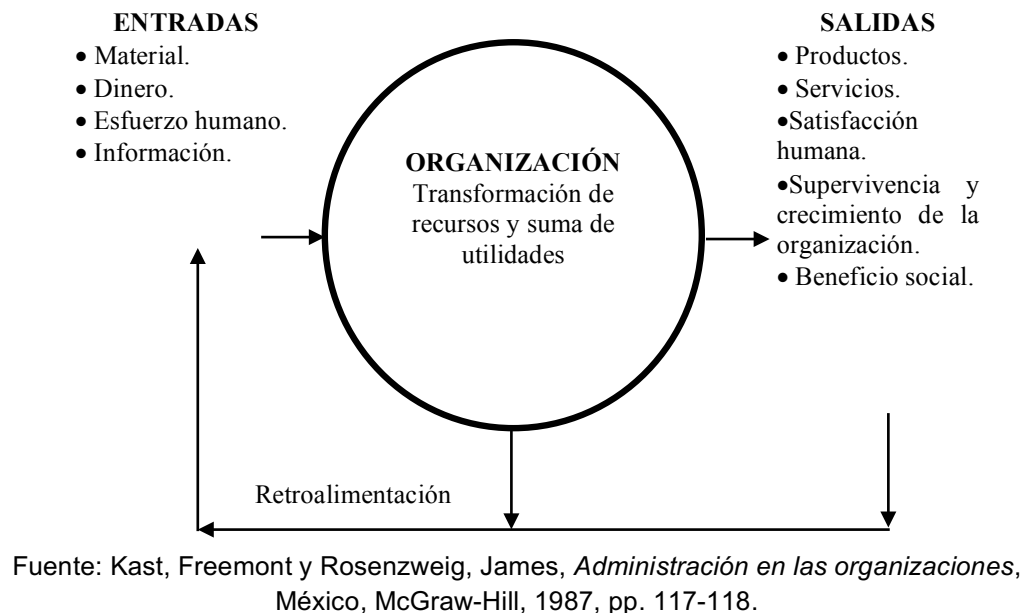 ENTRADAS
• Material.
• Dinero.
• Esfuerzo humano.
• Información.
ORGANIZACIÓN
Transformación de
recursos y suma de
utilidades
SALIDAS
• Productos.
• Servicios.
•Satisfacción
humana.
•Supervivencia y
crecimiento de la
organización.
• Beneficio social.
Retroalimentación
Fuente: Kast, Freemont y Rosenzweig, James, Administración en las organizaciones,
México, McGraw-Hill, 1987, pp. 117-118.